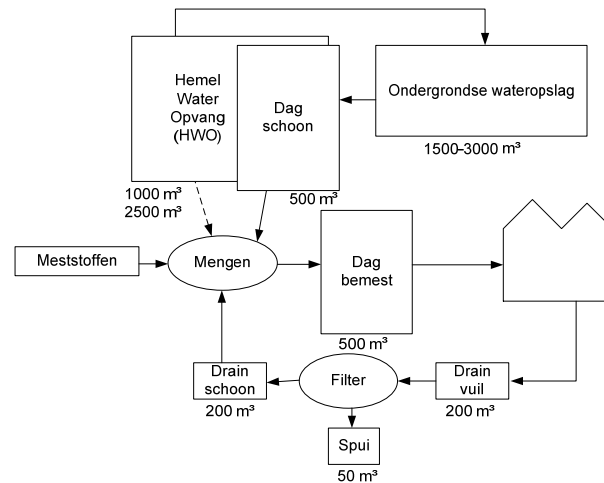 Hemel
Water
Opvang
(HWO)
Dag
schoon
Ondergrondse wateropslag
1500-3000 m³
1000 m³
2500 m³
500 m³
Meststoffen
Mengen
Dag
bemest
500 m³
Drain
schoon
200 m³
Filter
Drain
vuil
200 m³
Spui
50 m³